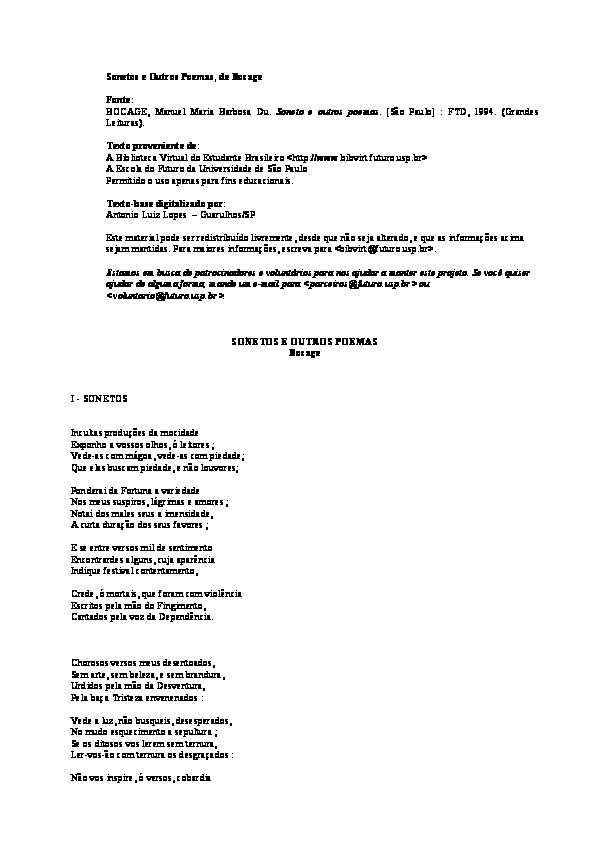 Sonetos e Outros Poemas, de Bocage
Fonte:
BOCAGE, Manuel Maria Barbosa Du. Soneto e outros poemas. [São Paulo] : FTD, 1994. (Grandes
Leituras).
Texto proveniente de:
A Biblioteca Virtual do Estudante Brasileiro <http://www.bibvirt.futuro.usp.br>
A Escola do Futuro da Universidade de São Paulo
Permitido o uso apenas para fins educacionais.
Texto-base digitalizado por:
Antonio Luiz Lopes – Guarulhos/SP
Este material pode ser redistribuído livremente, desde que não seja alterado, e que as informações acima
sejam mantidas. Para maiores informações, escreva para <bibvirt@futuro.usp.br>.
Estamos em busca de patrocinadores e voluntários para nos ajudar a manter este projeto. Se você quiser
ajudar de alguma forma, mande um e-mail para <parceiros@futuro.usp.br> ou
<voluntario@futuro.usp.br>
SONETOS E OUTROS POEMAS
Bocage
I - SONETOS
Incultas produções da mocidade
Exponho a vossos olhos, ó leitores ;
Vede-as com mágoa, vede-as com piedade;
Que elas buscam piedade, e não louvores;
Ponderai da Fortuna a variedade
Nos meus suspiros, lágrimas e amores ;
Notai dos males seus a imensidade,
A curta duração dos seus favores ;
E se entre versos mil de sentimento
Encontrardes alguns, cuja aparência
Indique festival contentamento,
Crede, ó mortais, que foram com violência
Escritos pela mão do Fingimento,
Cantados pela voz da Dependência.
Chorosos versos meus desentoados,
Sem arte, sem beleza, e sem brandura,
Urdidos pela mão da Desventura,
Pela baça Tristeza envenenados :
Vede a luz, não busqueis, desesperados,
No mudo esquecimento a sepultura ;
Se os ditosos vos lerem sem ternura,
Ler-vos-ão com ternura os desgraçados :
Não vos inspire, ó versos, cobardia